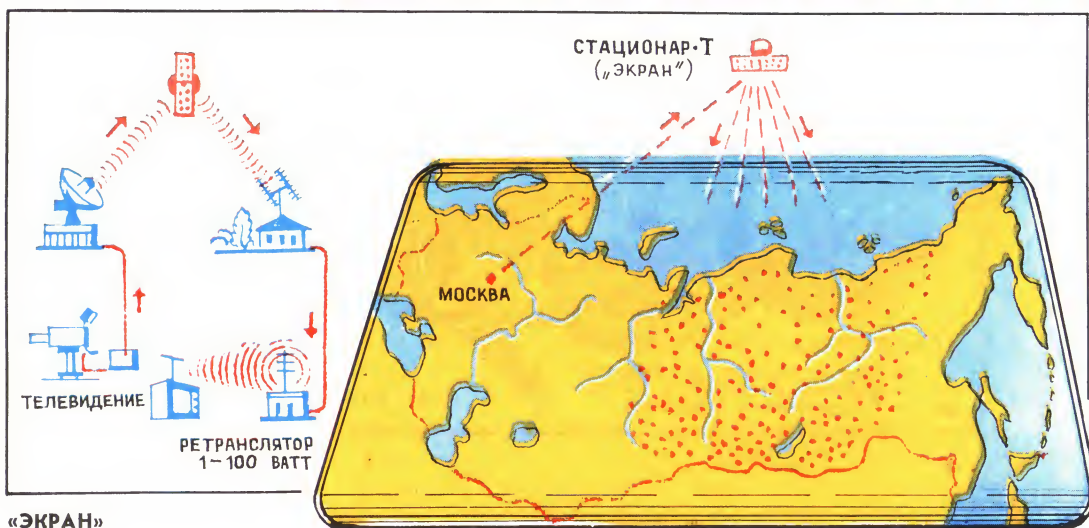 СТАЦИОНАР-Т
(„ЭКРАН")
МОСКВА
ТЕЛЕВИДЕНИЕ
РЕТРАНСЛЯТОР
1-100 ВАТТ
«ЭКРАН»